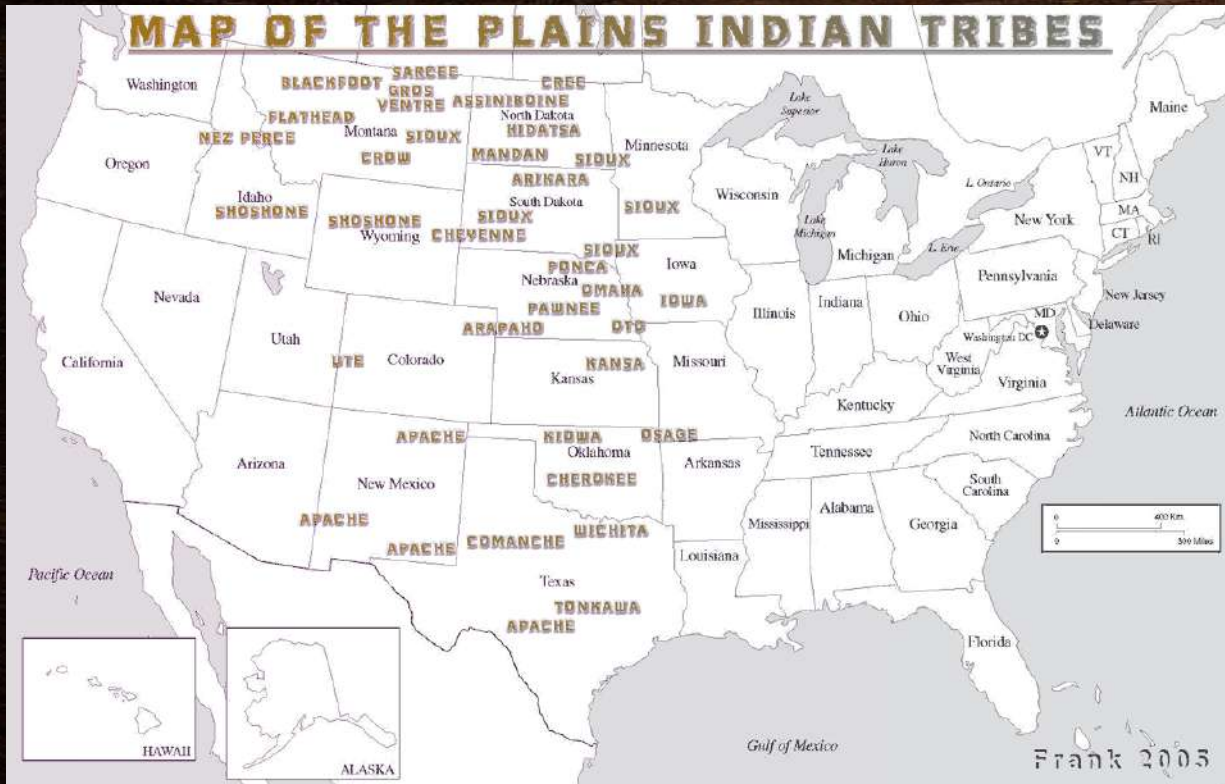 MAP OF THE PLAINS INDIAN TRIBES
Washington
Oregon
California
Nevada
Idaho
Montana
Wyoming
Utah
Colorado
Arizona
New Mexico
North Dakota
South Dakota
Nebraska
Kansas
Oklahoma
Texas
Minnesota
Iowa
Missouri
Arkansas
Louisiana
Wisconsin
Illinois
Michigan
Indiana
Ohio
Kentucky
Tennessee
Mississippi
Alabama
Georgia
Florida
South
Carolina
North Carolina
Virginia
West
Virginia
Washington DC
MD
Delaware
New Jersey
Pennsylvania
New York
CT
RI
MA
VT
NH
Maine
Lake
Superior
Lake
Michigan
Lake
Huron
L. Erie
L. Ontario
BLACKFOOT
SARCEE
GROS
VENTRE
ASSINIBOINE
CREE
FLATHEAD
NEZ PERCE
SIOUX
CROW
HIDATSA
MANDAN
SIOUX
ARIKARA
SHOSHONE
SHOSHONE
SIOUX
CHEYENNE
SIOUX
SIOUX
PONCA
OMAHA
IOWA
PAWNEE
ARAPAHO
OTO
UTE
KANSA
APACHE
KIOWA
OSAGE
CHEROKEE
APACHE
APACHE
COMANCHE
WICHITA
TONKAWA
APACHE
Pacific Ocean
Atlantic Ocean
Gulf of Mexico
HAWAII
ALASKA
0 400 Km
0 300 Miles
Frank 2005